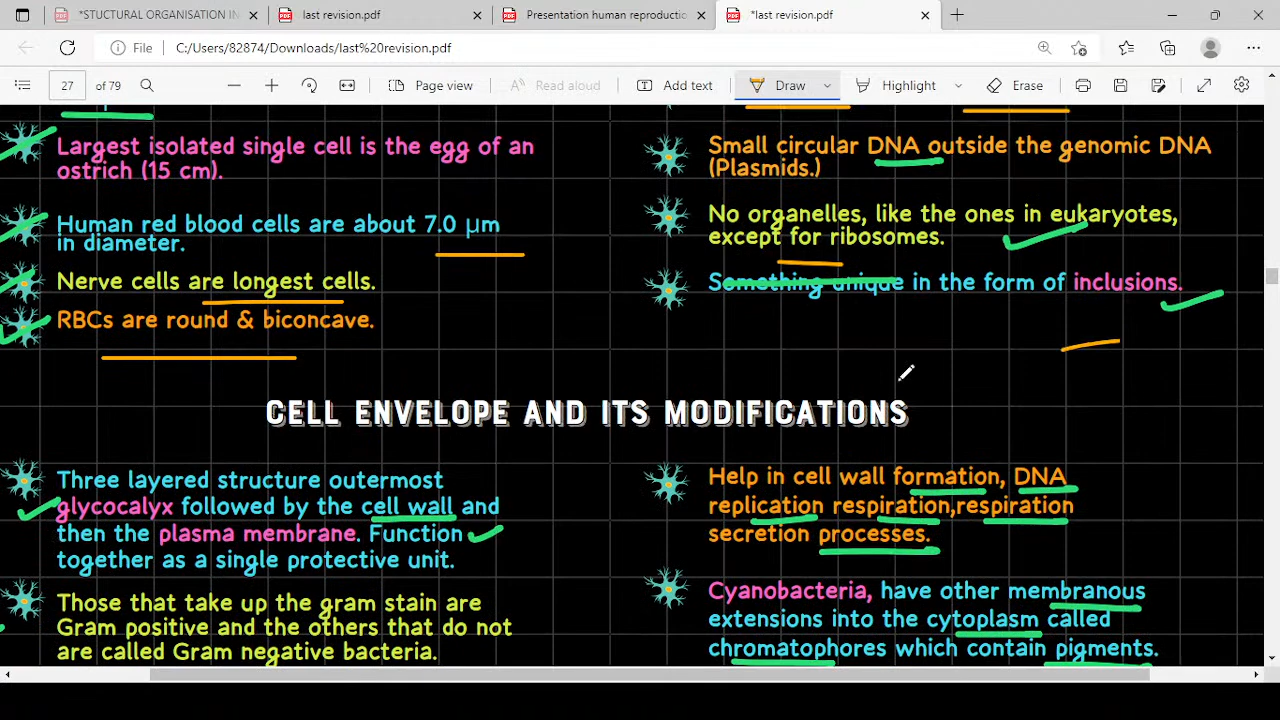 *STUCTURAL ORGANISATION IN
last revision.pdf
Presentation human reproductio
*last revision.pdf
File
C:/Users/82874/Downloads/last%20revision.pdf
27 of 79
Page view
Read aloud
Add text
Draw
Highlight
Erase
Largest isolated single cell is the egg of an
ostrich (15 cm).
Human red blood cells are about 7.0 µm
in diameter.
Nerve cells are longest cells.
RBCs are round & biconcave.
Small circular DNA outside the genomic DNA
(Plasmids.)
No organelles, like the ones in eukaryotes,
except for ribosomes.
Something unique in the form of inclusions.
CELL ENVELOPE AND ITS MODIFICATIONS
Three layered structure outermost
glycocalyx followed by the cell wall and
then the plasma membrane. Function
together as a single protective unit.
Those that take up the gram stain are
Gram positive and the others that do not
are called Gram negative bacteria.
Help in cell wall formation, DNA
replication respiration,respiration
secretion processes.
Cyanobacteria, have other membranous
extensions into the cytoplasm called
chromatophores which contain pigments.